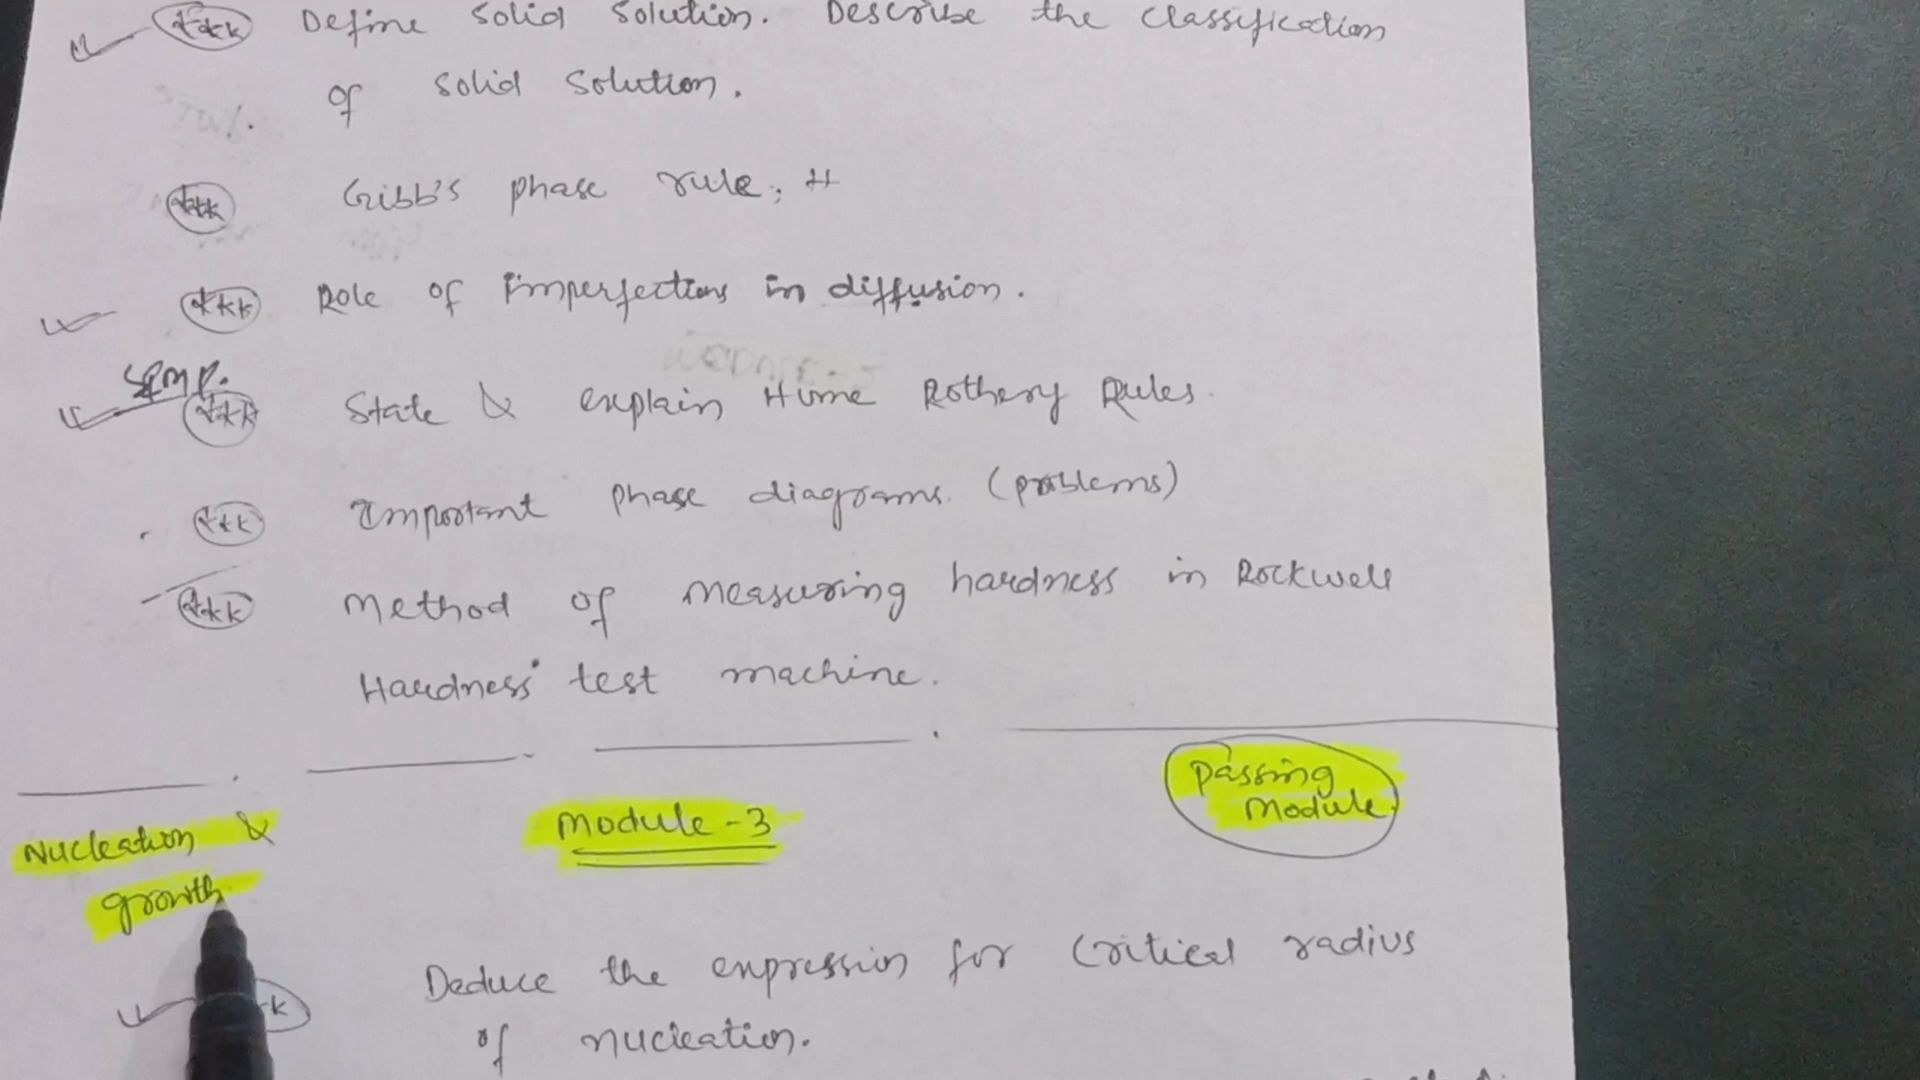 *** Define solid solution. Describe the classification
of solid solution.
*** Gibb's phase rule; H
*** Role of Imperfections in diffusion.
SIMP.
*** State & explain Hume Rothery Rules.
*** Important phase diagrams. (problems)
*** Method of measuring hardness in Rockwell
Hardness test machine.
Passing
Module
Nucleation &
growth
Module-3
Deduce the expression for critical radius
of nucleation.